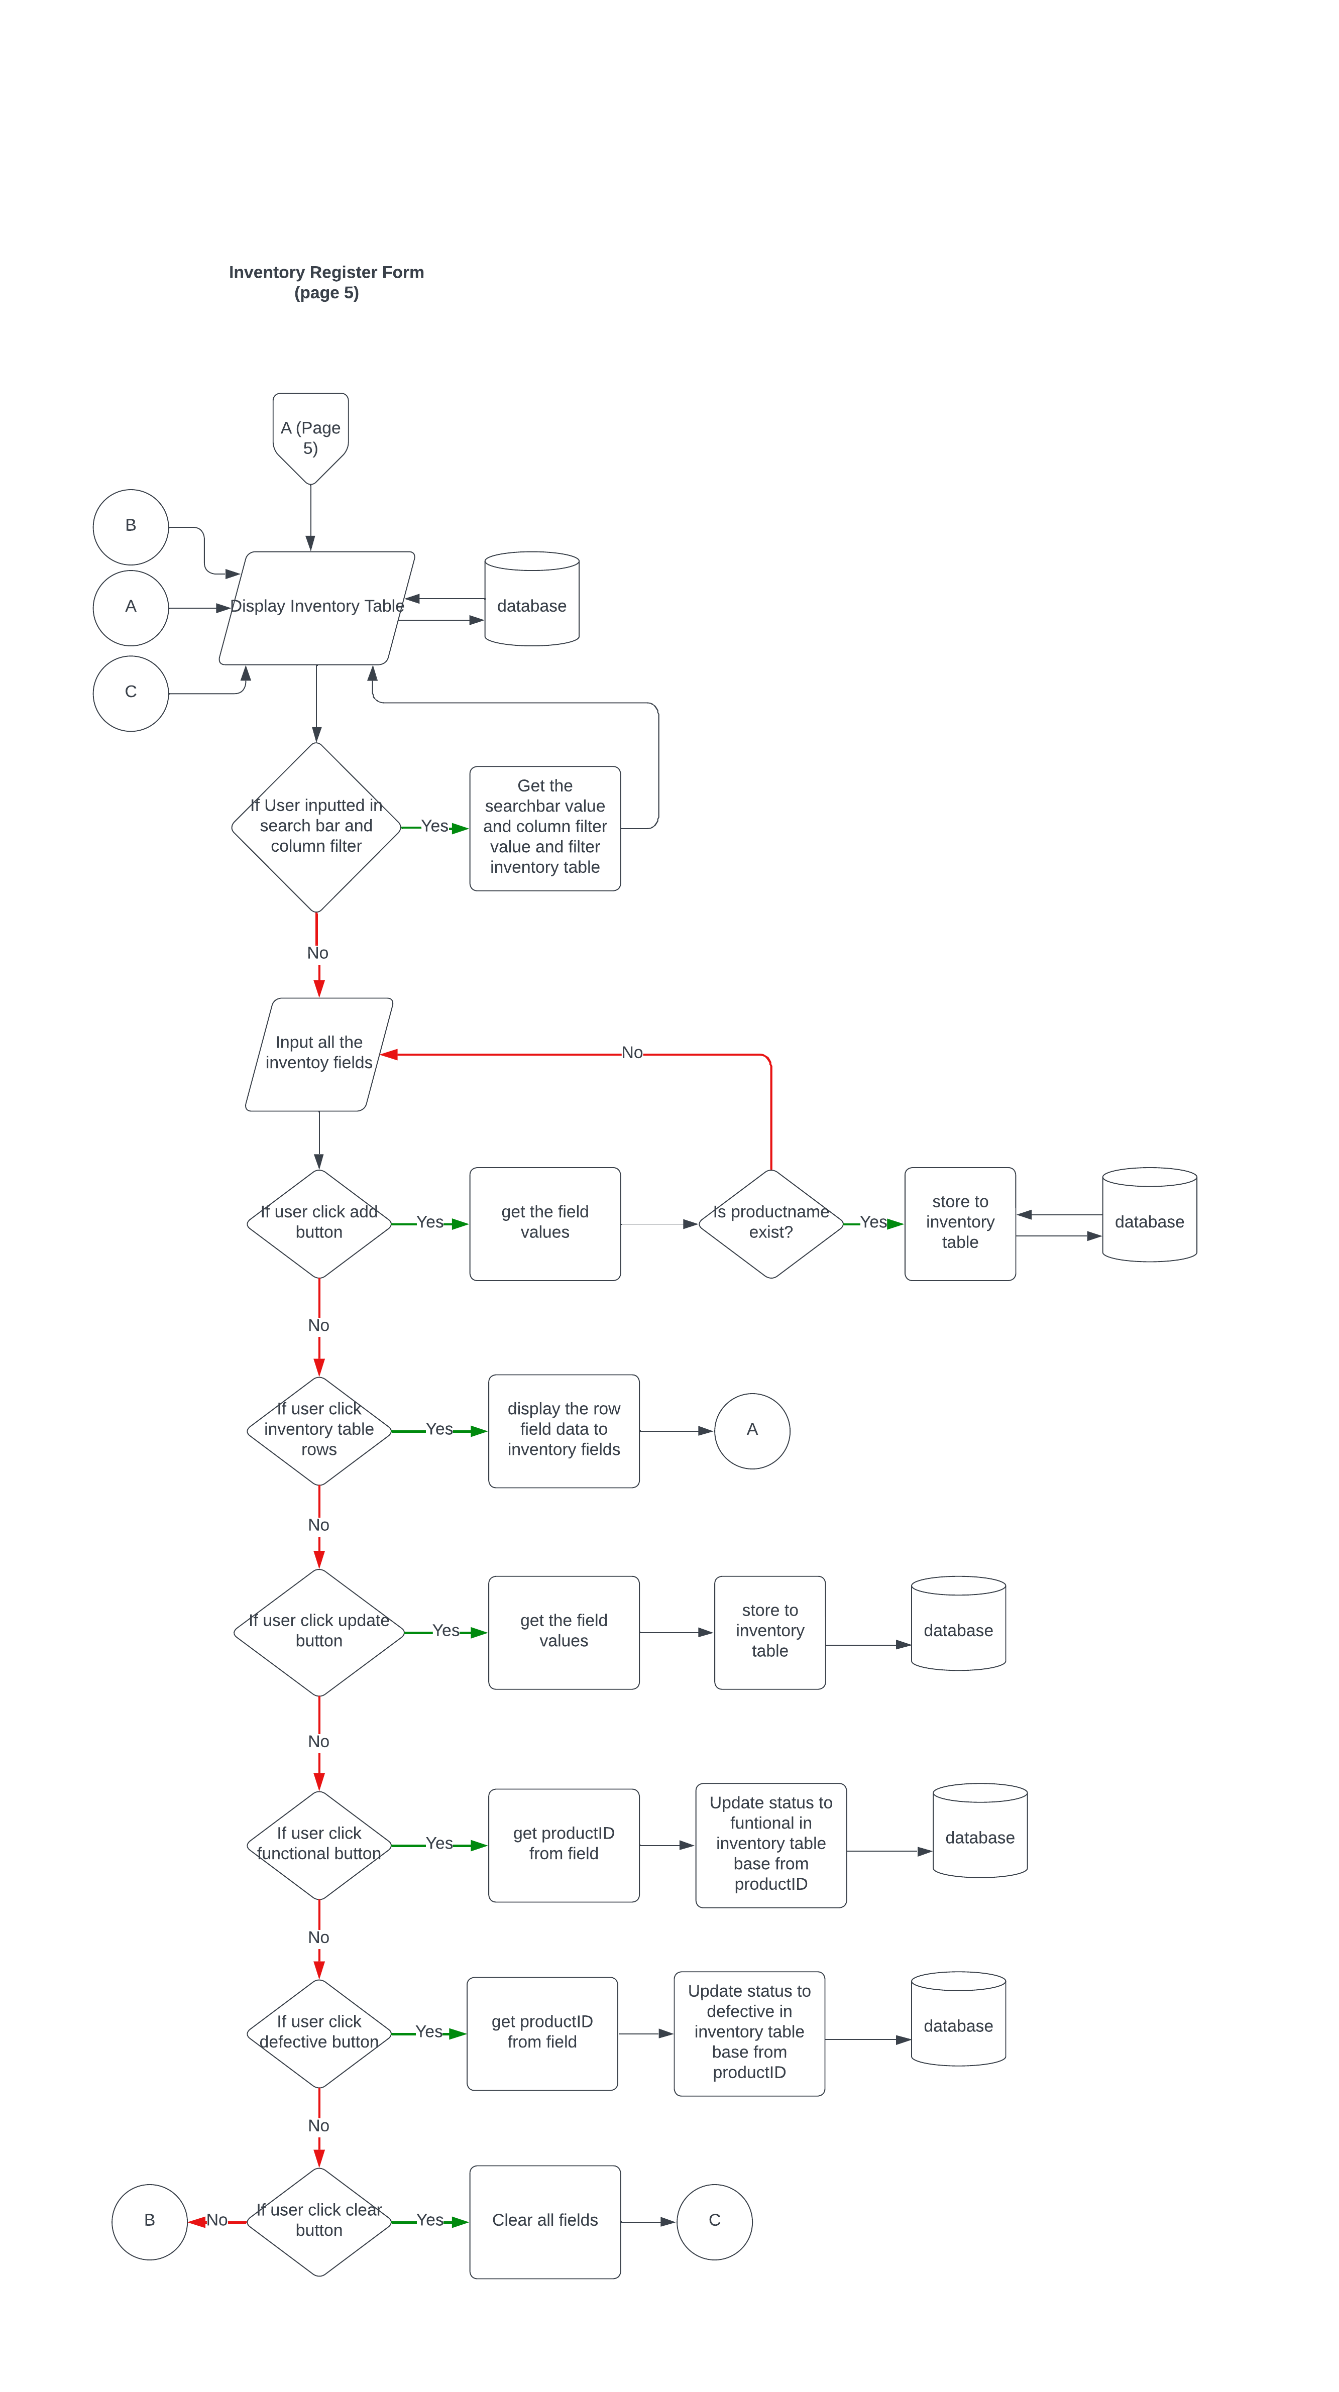 Inventory Register Form
(page 5)
A (Page
5)
B
A
C
Display Inventory Table
database
If User inputted in
search bar and
column filter
Yes
Get the
searchbar value
and column filter
value and filter
inventory table
No
Input all the
inventoy fields
No
If user click add
button
Yes
get the field
values
Is productname
exist?
Yes
store to
inventory
table
database
No
If user click
inventory table
rows
Yes
display the row
field data to
inventory fields
A
No
If user click update
button
Yes
get the field
values
store to
inventory
table
database
No
If user click
functional button
Yes
get productID
from field
Update status to
funtional in
inventory table
base from
productID
database
No
If user click
defective button
Yes
get productID
from field
Update status to
defective in
inventory table
base from
productID
database
No
B
No
If user click clear
button
Yes
Clear all fields
C